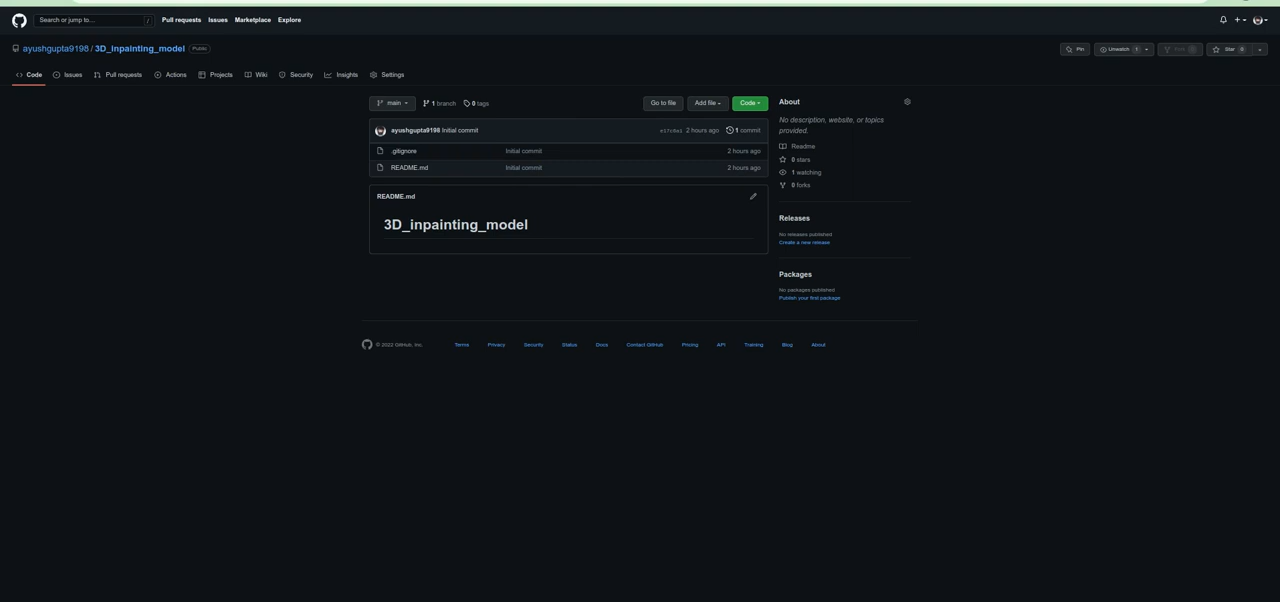 Search or jump to... /
Pull requests Issues Marketplace Explore
ayushgupta9198 / 3D_inpainting_model Public
Pin Unwatch 1 Fork 0 Star 0
Code Issues Pull requests Actions Projects Wiki Security Insights Settings
main 1 branch 0 tags Go to file Add file Code
ayushgupta9198 Initial commit 2 hours ago 1 commit
.gitignore Initial commit 2 hours ago
README.md Initial commit 2 hours ago
README.md
3D_inpainting_model
About
No description, website, or topics
provided.
Readme
0 stars
1 watching
0 forks
Releases
No releases published
Create a new release
Packages
No packages published
Publish your first package
© 2022 GitHub, Inc. Terms Privacy Security Status Docs Contact GitHub Pricing API Training Blog About